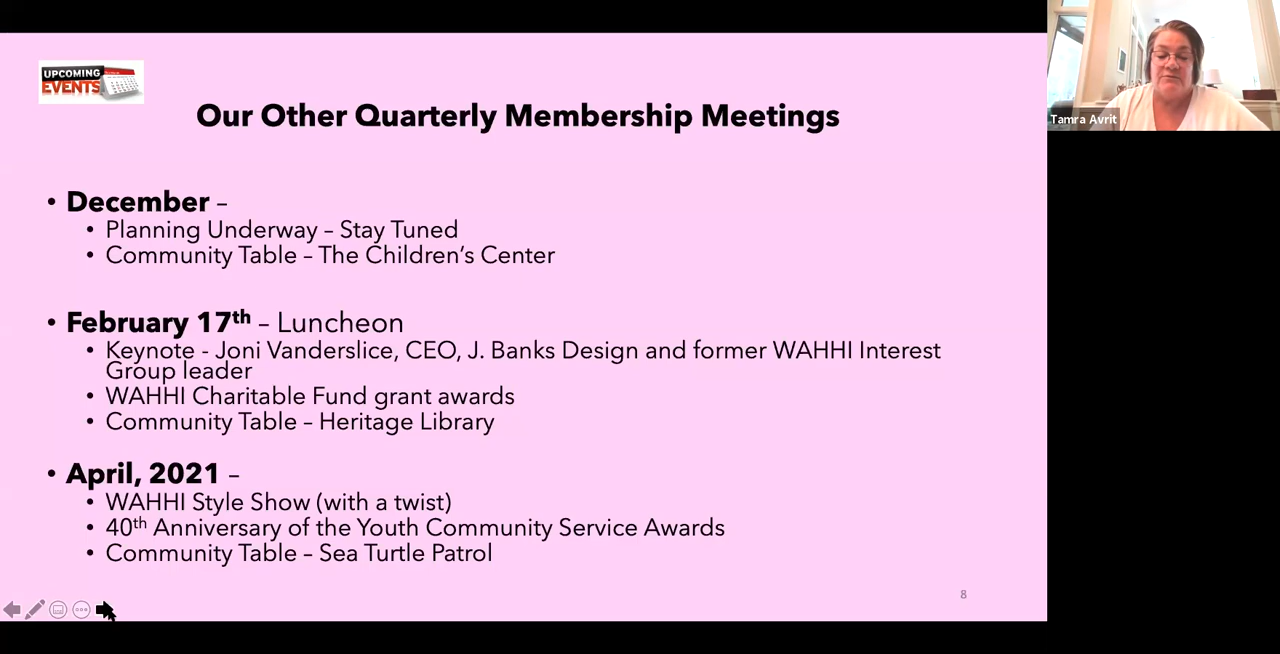 UPCOMING
EVENTS
Our Other Quarterly Membership Meetings
• December –
• Planning Underway – Stay Tuned
• Community Table – The Children’s Center
• February 17th – Luncheon
• Keynote - Joni Vanderslice, CEO, J. Banks Design and former WAHHI Interest
Group leader
• WAHHI Charitable Fund grant awards
• Community Table – Heritage Library
• April, 2021 –
• WAHHI Style Show (with a twist)
• 40th Anniversary of the Youth Community Service Awards
• Community Table – Sea Turtle Patrol
8
Tamra Avrit